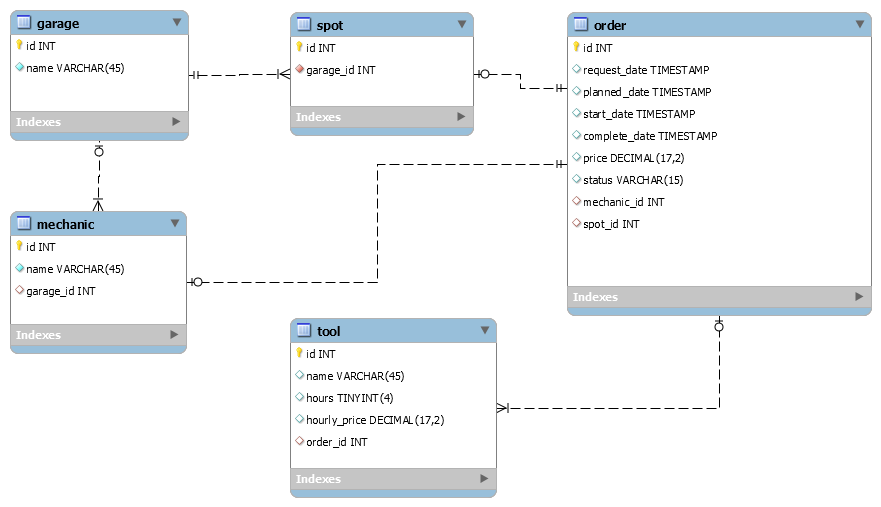 garage
id INT
name VARCHAR(45)
Indexes
spot
id INT
garage_id INT
Indexes
order
id INT
request_date TIMESTAMP
planned_date TIMESTAMP
start_date TIMESTAMP
complete_date TIMESTAMP
price DECIMAL(17,2)
status VARCHAR(15)
mechanic_id INT
spot_id INT
Indexes
mechanic
id INT
name VARCHAR(45)
garage_id INT
Indexes
tool
id INT
name VARCHAR(45)
hours TINYINT(4)
hourly_price DECIMAL(17,2)
order_id INT
Indexes